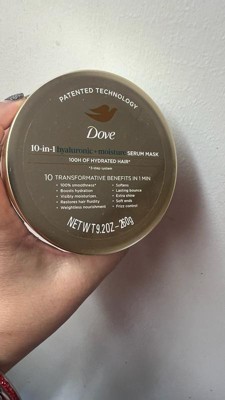 PATENTED TECHNOLOGY
Dove
10-in-1 hyaluronic + moisture SERUM MASK
100H OF HYDRATED HAIR*
10 TRANSFORMATIVE BENEFITS IN 1 MIN
• 100% smoothness*
• Boosts hydration
• Visibly moisturizes
• Restores hair fluidity
• Weightless nourishment
• Softens
• Lasting bounce
• Extra shine
• Soft ends
• Frizz control
NET WT 9.2 OZ - 260g